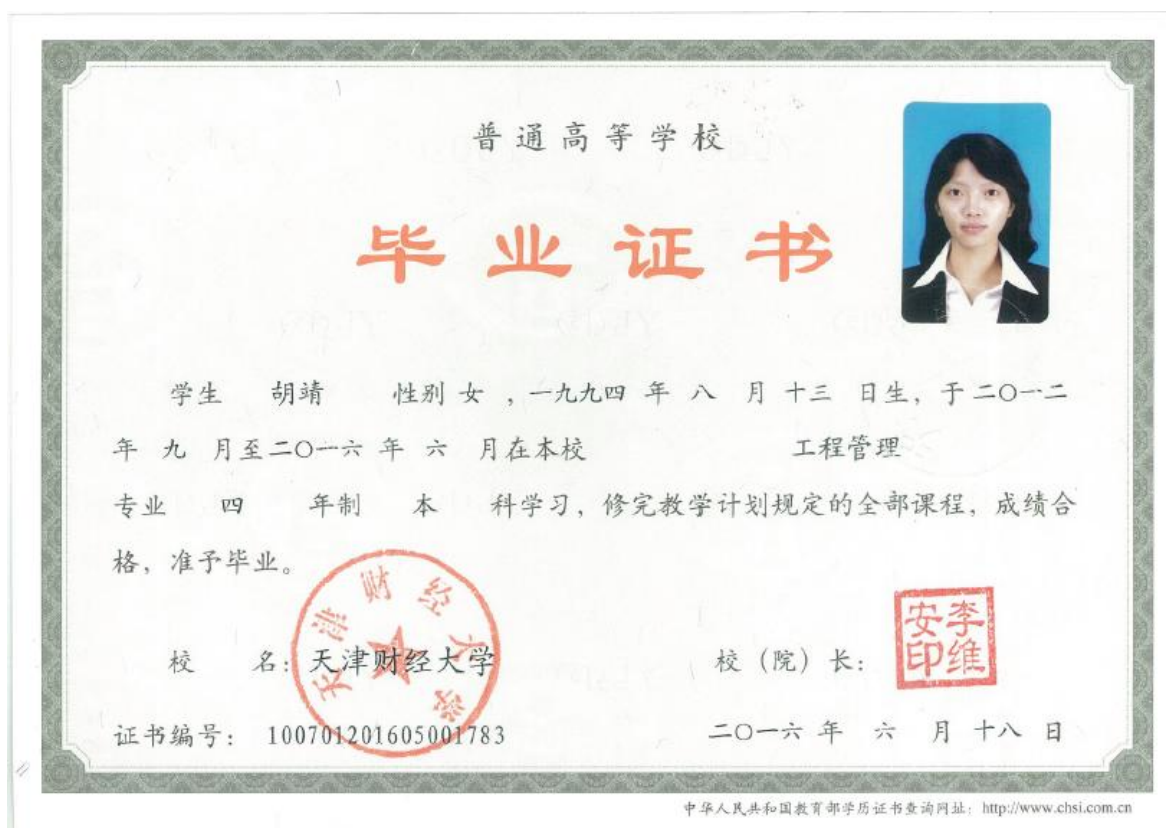 普通高等学校
毕业证书
学生 胡靖 性别 女 ，一九九四 年 八 月 十三 日生，于二〇一二
年 九 月至二〇一六 年 六 月在本校 工程管理
专业 四 年制 本 科学习，修完教学计划规定的全部课程，成绩合
格，准予毕业。
天津财经大学
李维安印
校 名：天津财经大学 校（院）长：
证书编号： 100701201605001783 二〇一六 年 六 月 十八 日
中华人民共和国教育部学历证书查询网址：http://www.chsi.com.cn